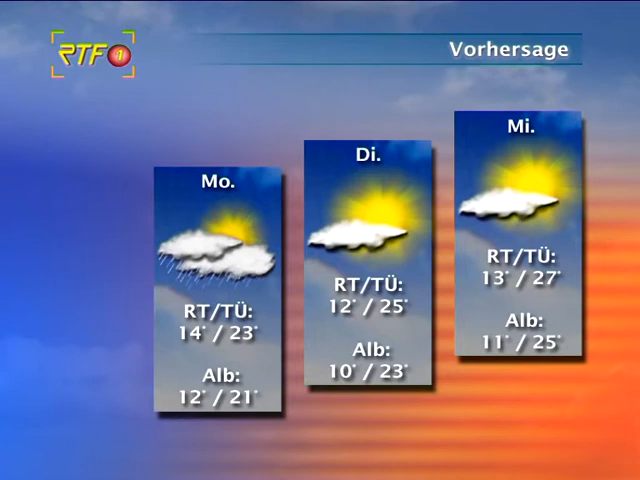 RTF 1
Vorhersage
Mo.
RT/TÜ:
14° / 23°
Alb:
12° / 21°
Di.
RT/TÜ:
12° / 25°
Alb:
10° / 23°
Mi.
RT/TÜ:
13° / 27°
Alb:
11° / 25°